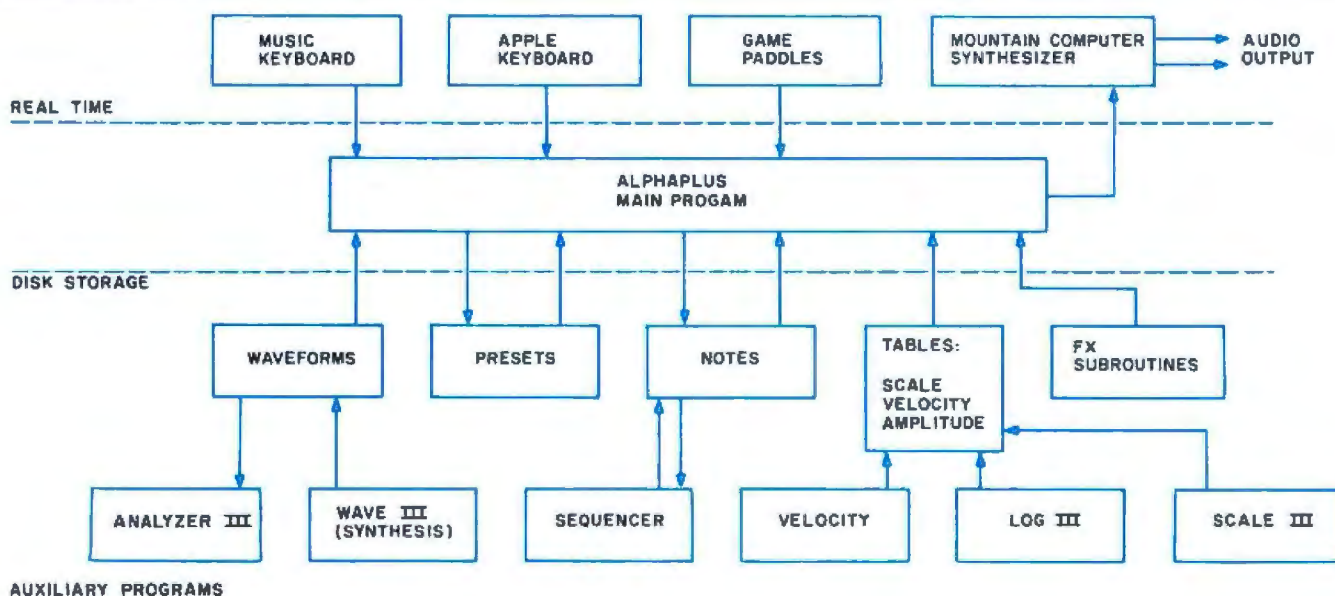 MUSIC
KEYBOARD
APPLE
KEYBOARD
GAME
PADDLES
MOUNTAIN COMPUTER
SYNTHESIZER
AUDIO
OUTPUT
REAL TIME
ALPHAPLUS
MAIN PROGAM
DISK STORAGE
WAVEFORMS
PRESETS
NOTES
TABLES:
SCALE
VELOCITY
AMPLITUDE
FX
SUBROUTINES
ANALYZER III
WAVE III
(SYNTHESIS)
SEQUENCER
VELOCITY
LOG III
SCALE III
AUXILIARY PROGRAMS